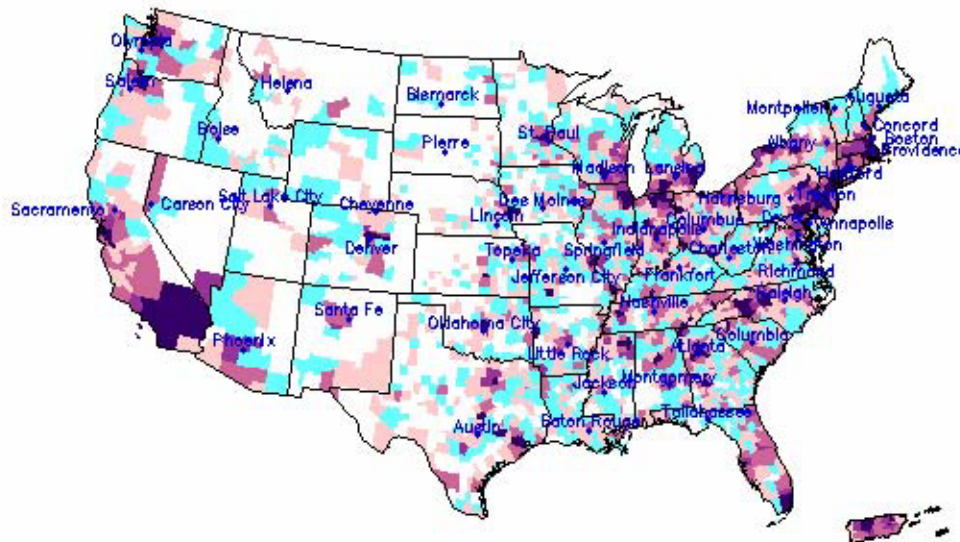 Olympia
Salem
Helena
Bismarck
Boise
Pierre
St. Paul
Montpelier
Augusta
Concord
Boston
Providence
Albany
Hartford
Madison
Lansing
Sacramento
Carson City
Salt Lake City
Cheyenne
Lincoln
Des Moines
Harrisburg
Trenton
Denver
Topeka
Springfield
Indianapolis
Columbus
Dover
Annapolis
Washington
Jefferson City
Frankfort
Charleston
Richmond
Santa Fe
Oklahoma City
Nashville
Raleigh
Phoenix
Little Rock
Atlanta
Columbia
Jackson
Montgomery
Austin
Baton Rouge
Tallahassee